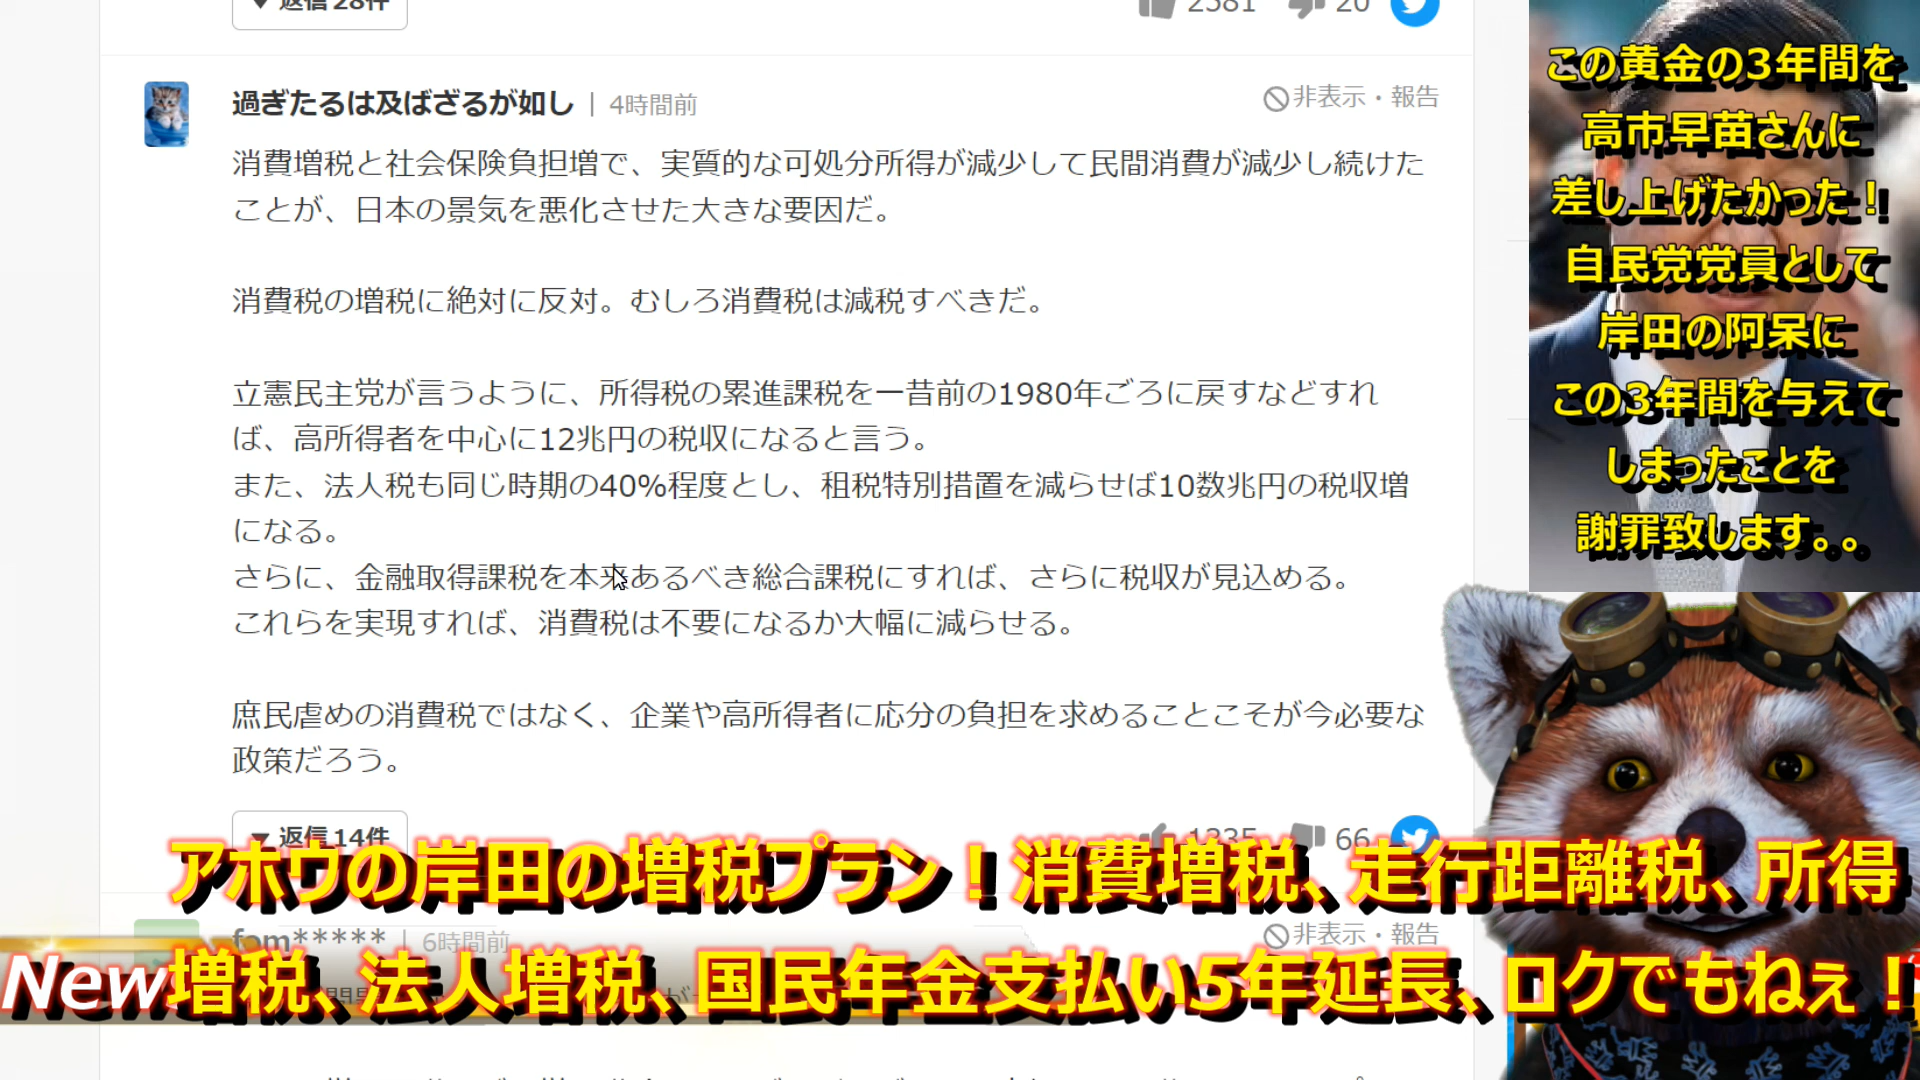 返信28件
2581
20
過ぎたるは及ばざるが如し | 4時間前
非表示・報告
消費増税と社会保険負担増で、実質的な可処分所得が減少して民間消費が減少し続けた
ことが、日本の景気を悪化させた大きな要因だ。
消費税の増税に絶対に反対。むしろ消費税は減税すべきだ。
立憲民主党が言うように、所得税の累進課税を一昔前の1980年ごろに戻すなどすれ
ば、高所得者を中心に12兆円の税収になると言う。
また、法人税も同じ時期の40%程度とし、租税特別措置を減らせば10数兆円の税収増
になる。
さらに、金融取得課税を本来あるべき総合課税にすれば、さらに税収が見込める。
これらを実現すれば、消費税は不要になるか大幅に減らせる。
庶民虐めの消費税ではなく、企業や高所得者に応分の負担を求めることこそが今必要な
政策だろう。
返信14件
1335
66
fom***** | 6時間前
非表示・報告
この黄金の3年間を
高市早苗さんに
差し上げたかった!
自民党党員として
岸田の阿呆に
この3年間を与えて
しまったことを
謝罪致します。。
アホウの岸田の増税プラン!消費増税、走行距離税、所得
New増税、法人増税、国民年金支払い5年延長、ロクでもねぇ!